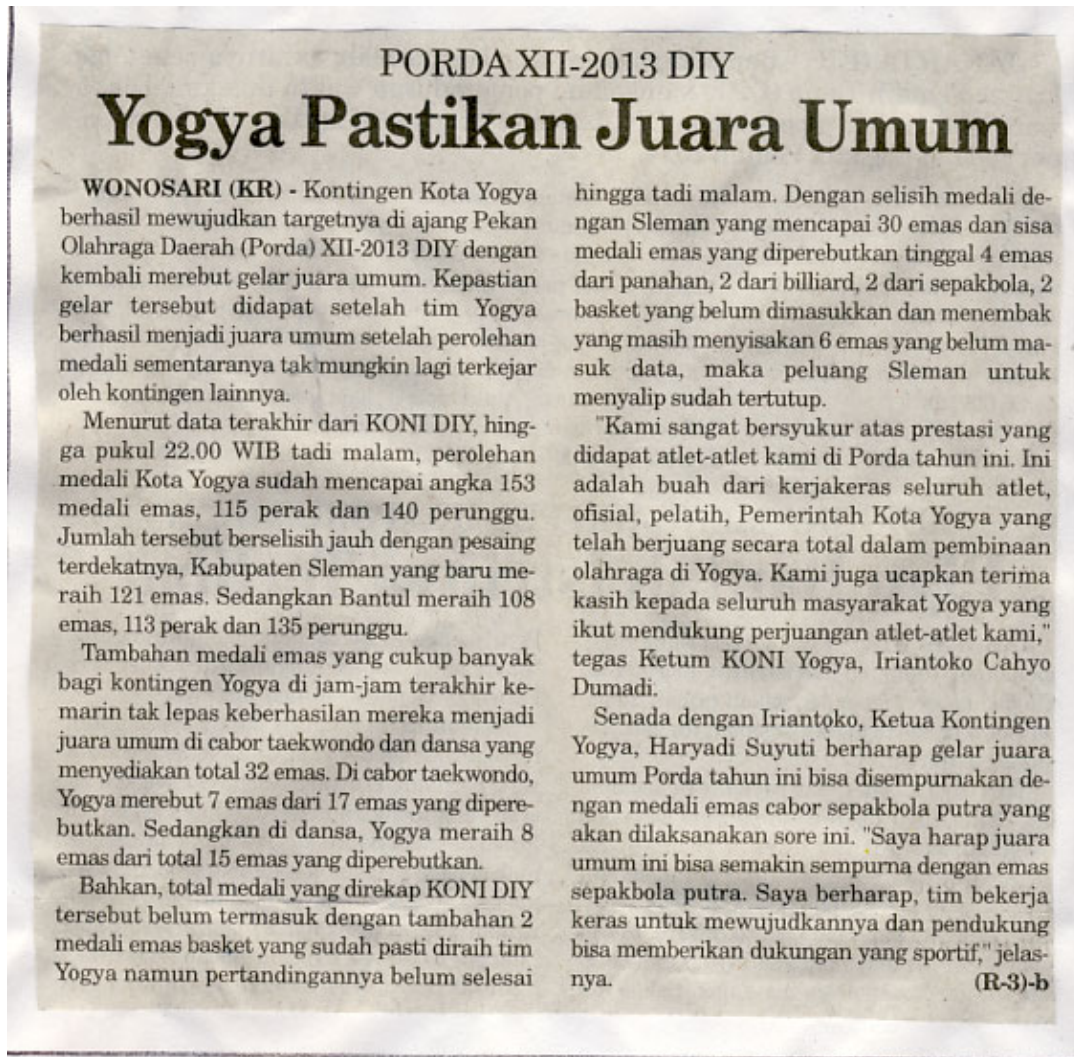 PORDA XII-2013 DIY
Yogya Pastikan Juara Umum
WONOSARI (KR) - Kontingen Kota Yogya
berhasil mewujudkan targetnya di ajang Pekan
Olahraga Daerah (Porda) XII-2013 DIY dengan
kembali merebut gelar juara umum. Kepastian
gelar tersebut didapat setelah tim Yogya
berhasil menjadi juara umum setelah perolehan
medali sementaranya tak mungkin lagi terkejar
oleh kontingen lainnya.
Menurut data terakhir dari KONI DIY, hing-
ga pukul 22.00 WIB tadi malam, perolehan
medali Kota Yogya sudah mencapai angka 153
medali emas, 115 perak dan 140 perunggu.
Jumlah tersebut berselisih jauh dengan pesaing
terdekatnya, Kabupaten Sleman yang baru me-
raih 121 emas. Sedangkan Bantul meraih 108
emas, 113 perak dan 135 perunggu.
Tambahan medali emas yang cukup banyak
bagi kontingen Yogya di jam-jam terakhir ke-
marin tak lepas keberhasilan mereka menjadi
juara umum di cabor taekwondo dan dansa yang
menyediakan total 32 emas. Di cabor taekwondo,
Yogya merebut 7 emas dari 17 emas yang dipere-
butkan. Sedangkan di dansa, Yogya meraih 8
emas dari total 15 emas yang diperebutkan.
Bahkan, total medali yang direkap KONI DIY
tersebut belum termasuk dengan tambahan 2
medali emas basket yang sudah pasti diraih tim
Yogya namun pertandingannya belum selesai
hingga tadi malam. Dengan selisih medali de-
ngan Sleman yang mencapai 30 emas dan sisa
medali emas yang diperebutkan tinggal 4 emas
dari panahan, 2 dari billiard, 2 dari sepakbola, 2
basket yang belum dimasukkan dan menembak
yang masih menyisakan 6 emas yang belum ma-
suk data, maka peluang Sleman untuk
menyalip sudah tertutup.
"Kami sangat bersyukur atas prestasi yang
didapat atlet-atlet kami di Porda tahun ini. Ini
adalah buah dari kerjakeras seluruh atlet,
ofisial, pelatih, Pemerintah Kota Yogya yang
telah berjuang secara total dalam pembinaan
olahraga di Yogya. Kami juga ucapkan terima
kasih kepada seluruh masyarakat Yogya yang
ikut mendukung perjuangan atlet-atlet kami,"
tegas Ketum KONI Yogya, Iriantoko Cahyo
Dumadi.
Senada dengan Iriantoko, Ketua Kontingen
Yogya, Haryadi Suyuti berharap gelar juara
umum Porda tahun ini bisa disempurnakan de-
ngan medali emas cabor sepakbola putra yang
akan dilaksanakan sore ini. "Saya harap juara
umum ini bisa semakin sempurna dengan emas
sepakbola putra. Saya berharap, tim bekerja
keras untuk mewujudkannya dan pendukung
bisa memberikan dukungan yang sportif," jelas-
nya. (R-3)-b